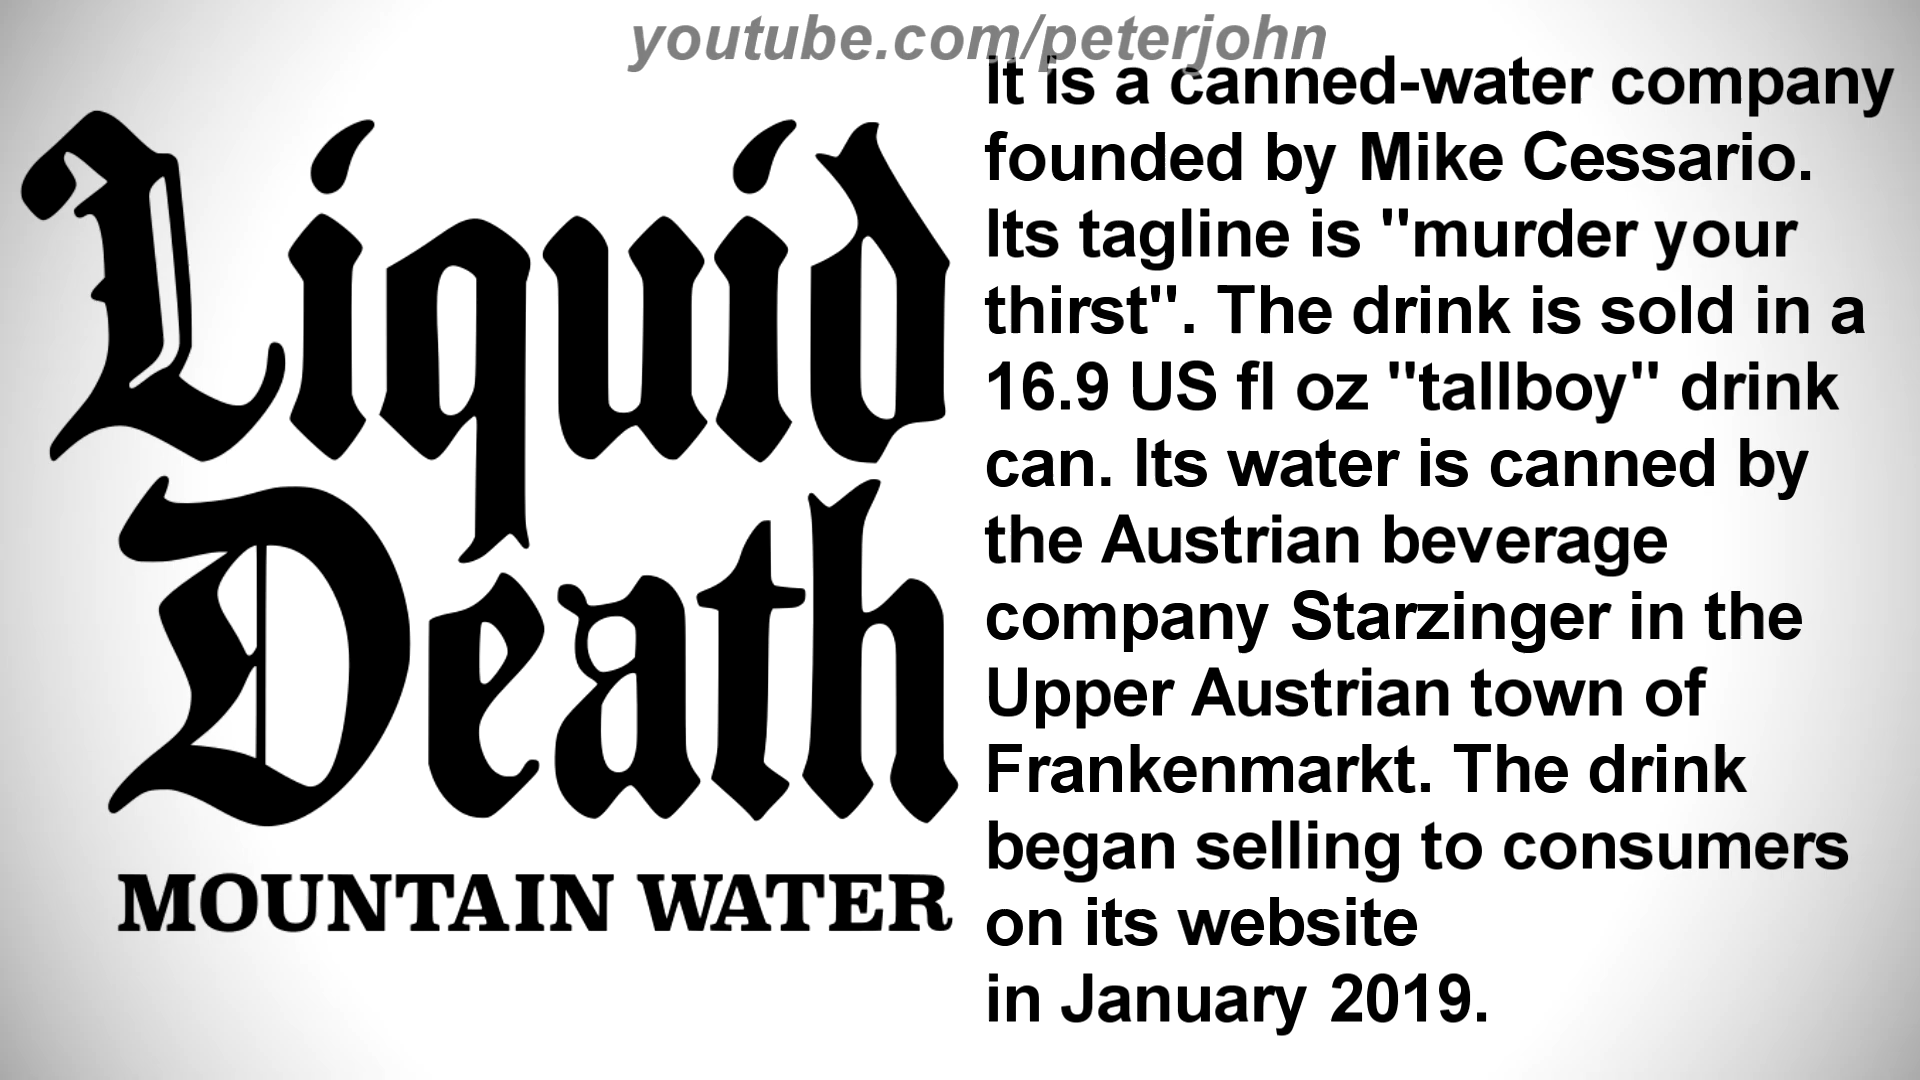 youtube.com/peterjohn
Liquid
Death
MOUNTAIN WATER
It is a canned-water company
founded by Mike Cessario.
Its tagline is "murder your
thirst". The drink is sold in a
16.9 US fl oz "tallboy" drink
can. Its water is canned by
the Austrian beverage
company Starzinger in the
Upper Austrian town of
Frankenmarkt. The drink
began selling to consumers
on its website
in January 2019.